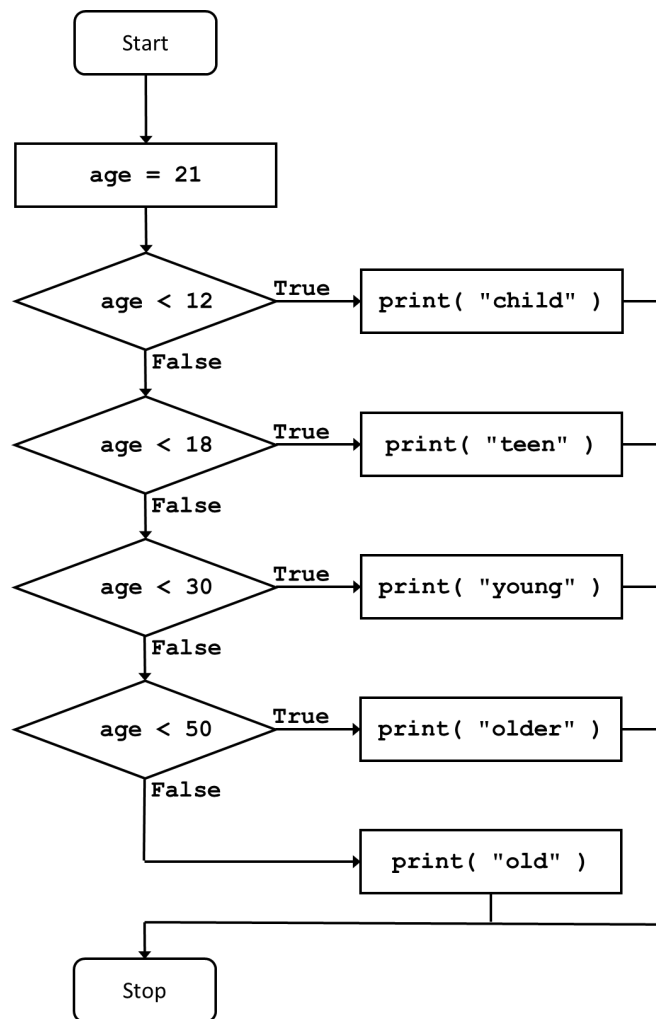 Start
age = 21
age < 12
True
print( "child" )
False
age < 18
True
print( "teen" )
False
age < 30
True
print( "young" )
False
age < 50
True
print( "older" )
False
print( "old" )
Stop